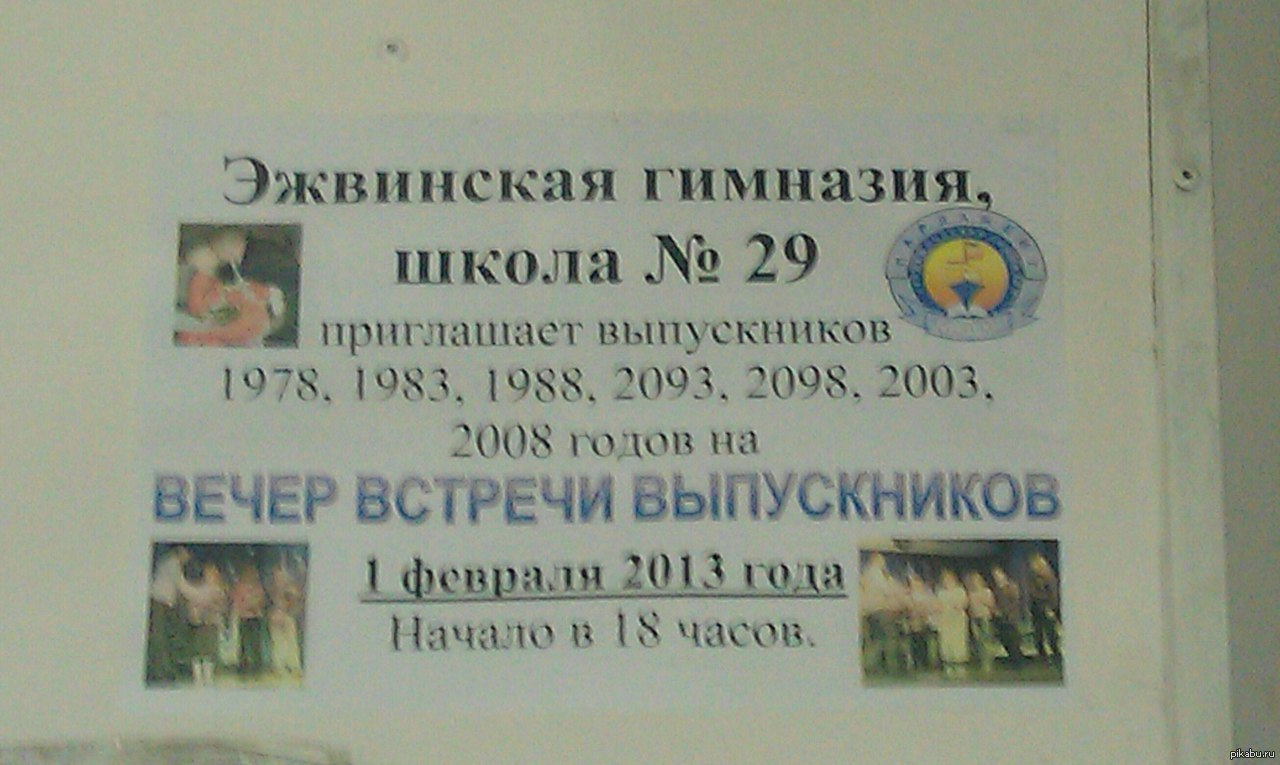 Эжвинская гимназия,
школа № 29
приглашает выпускников
1978, 1983, 1988, 2093, 2098, 2003,
2008 годов на
ВЕЧЕР ВСТРЕЧИ ВЫПУСКНИКОВ
1 февраля 2013 года
Начало в 18 часов.
pikabu.ru